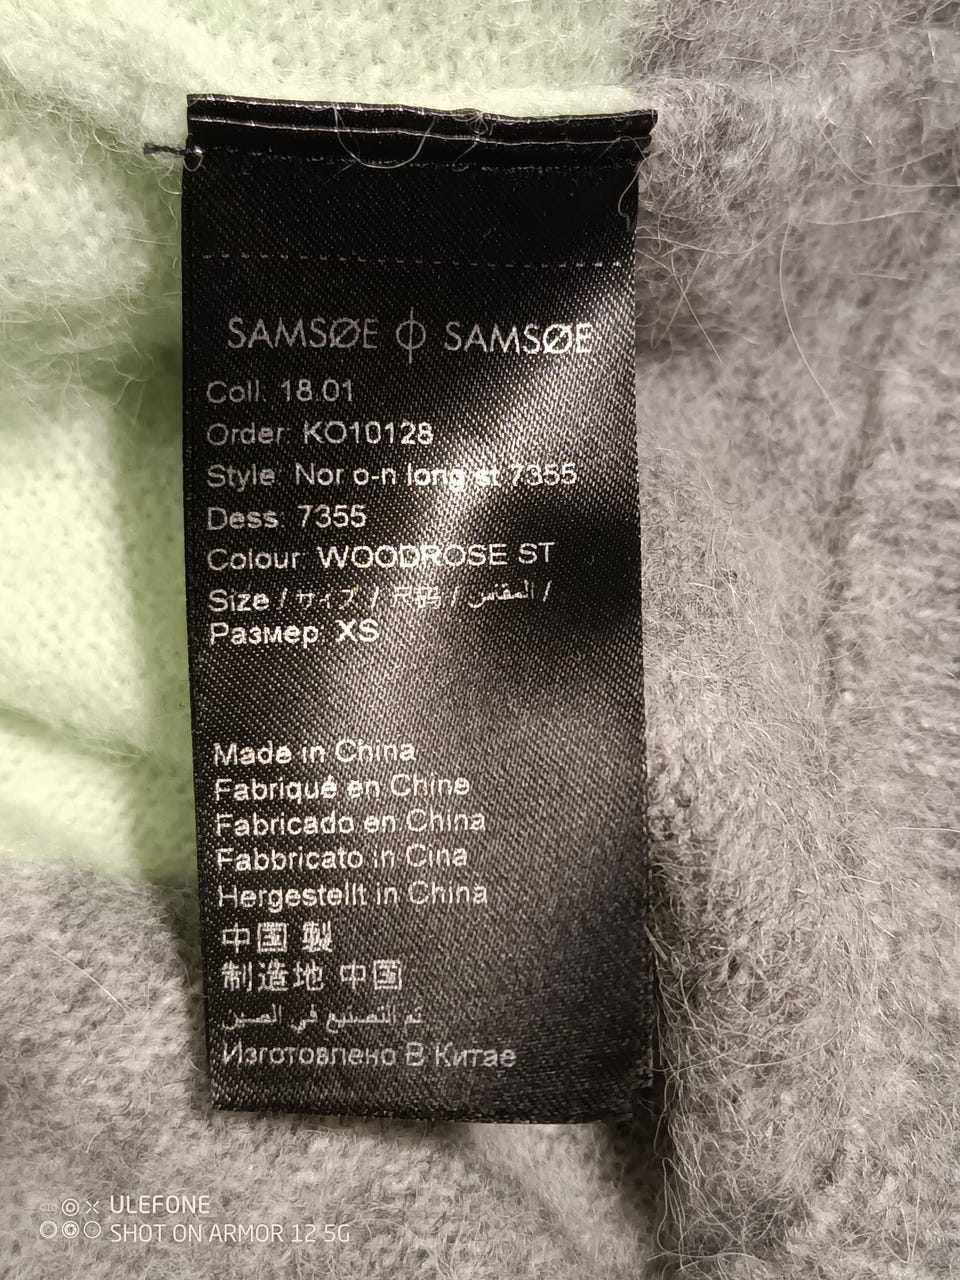 SAMSØE ϕ SAMSØE
Coll. 18.01
Order: KO10128
Style: Nor o-n long st 7355
Dess: 7355
Colour: WOODROSE ST
Size / サイズ / 尺码 / المقدس /
Размер: XS
Made in China
Fabriqué en Chine
Fabricado en China
Fabbricato in Cina
Hergestellt in China
中国 製
制造地 中国
تم التصنيع في الصين
Изготовлено В Китае
ULEFONE
SHOT ON ARMOR 12 5G